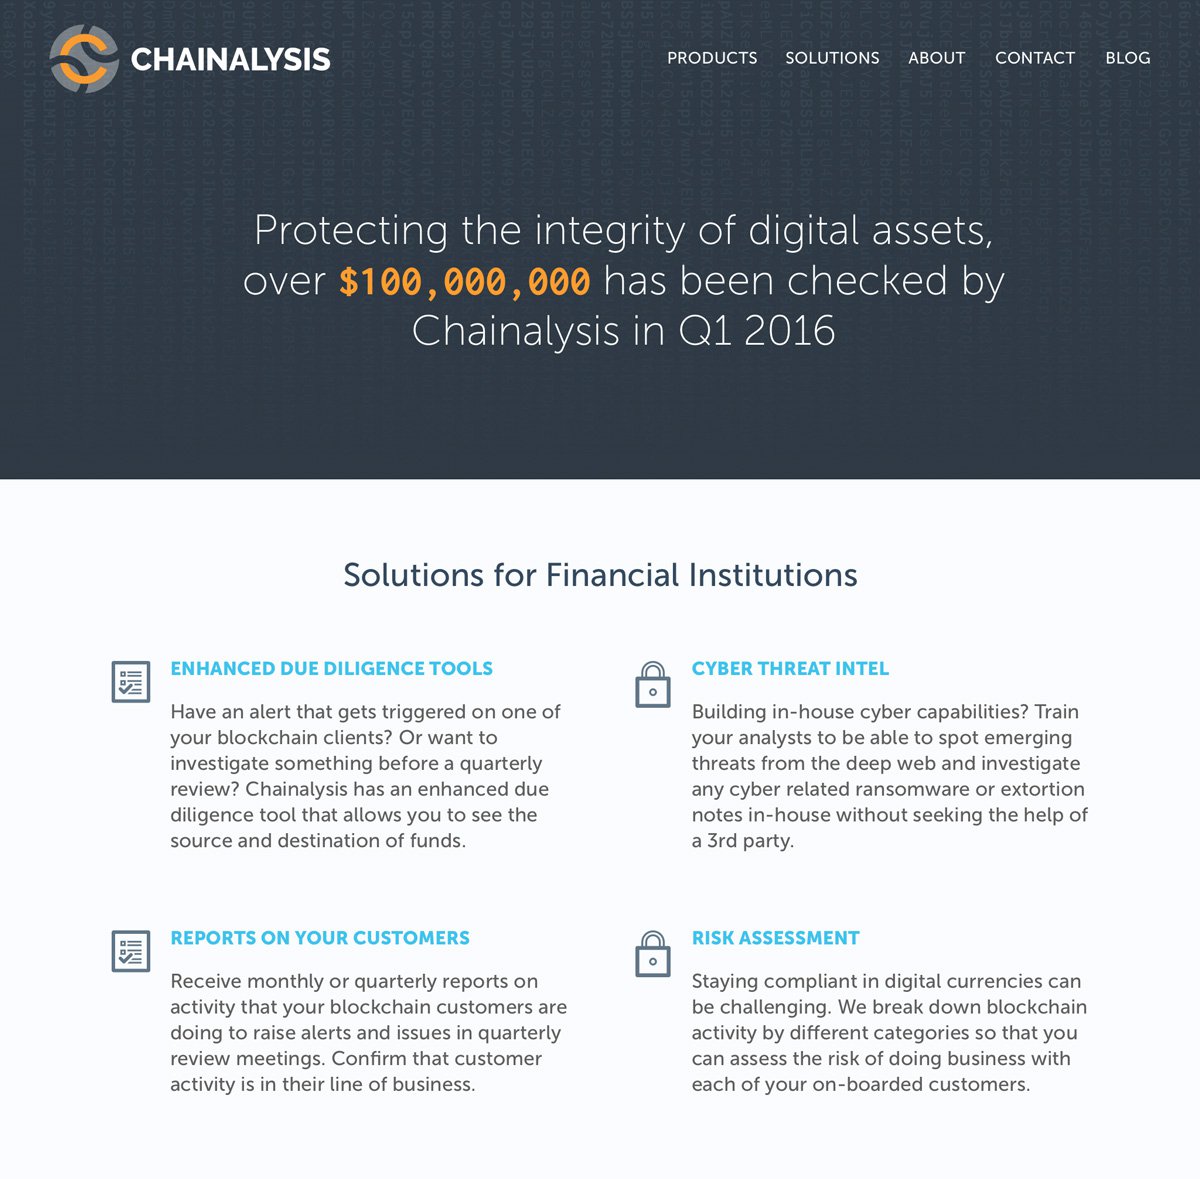 CHAINALYSIS
PRODUCTS SOLUTIONS ABOUT CONTACT BLOG
Protecting the integrity of digital assets,
over $100,000,000 has been checked by
Chainalysis in Q1 2016
Solutions for Financial Institutions
ENHANCED DUE DILIGENCE TOOLS
Have an alert that gets triggered on one of
your blockchain clients? Or want to
investigate something before a quarterly
review? Chainalysis has an enhanced due
diligence tool that allows you to see the
source and destination of funds.
CYBER THREAT INTEL
Building in-house cyber capabilities? Train
your analysts to be able to spot emerging
threats from the deep web and investigate
any cyber related ransomware or extortion
notes in-house without seeking the help of
a 3rd party.
REPORTS ON YOUR CUSTOMERS
Receive monthly or quarterly reports on
activity that your blockchain customers are
doing to raise alerts and issues in quarterly
review meetings. Confirm that customer
activity is in their line of business.
RISK ASSESSMENT
Staying compliant in digital currencies can
be challenging. We break down blockchain
activity by different categories so that you
can assess the risk of doing business with
each of your on-boarded customers.